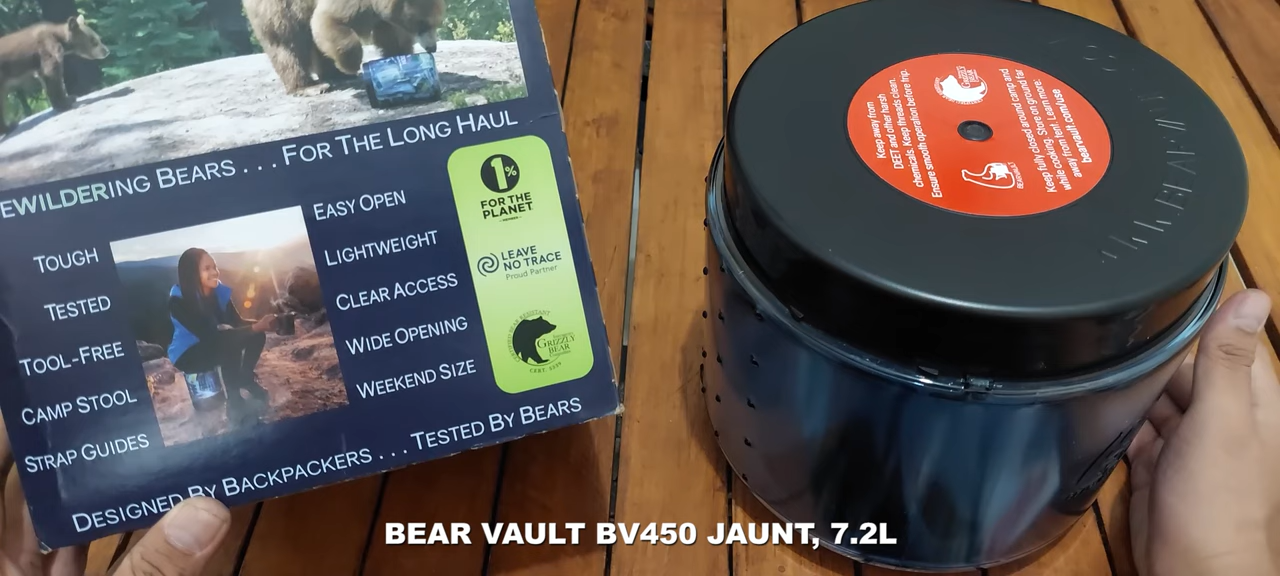 EWILDERING BEARS . . . FOR THE LONG HAUL
TOUGH
TESTED
TOOL-FREE
CAMP STOOL
STRAP GUIDES
EASY OPEN
LIGHTWEIGHT
CLEAR ACCESS
WIDE OPENING
WEEKEND SIZE
1%
FOR THE
PLANET
LEAVE
NO TRACE
Proud Partner
GRIZZLY
BEAR
DESIGNED BY BACKPACKERS . . . TESTED BY BEARS
Keep away from
DEET and other harsh
chemicals. Keep threads clean.
Ensure smooth operation before trip.
GRIZZLY
BEAR
BEARVAULT
Keep fully closed around camp and
while cooking. Store on ground far
away from tent. Learn more:
bearvault.com/use
BEAR VAULT BV450 JAUNT, 7.2L